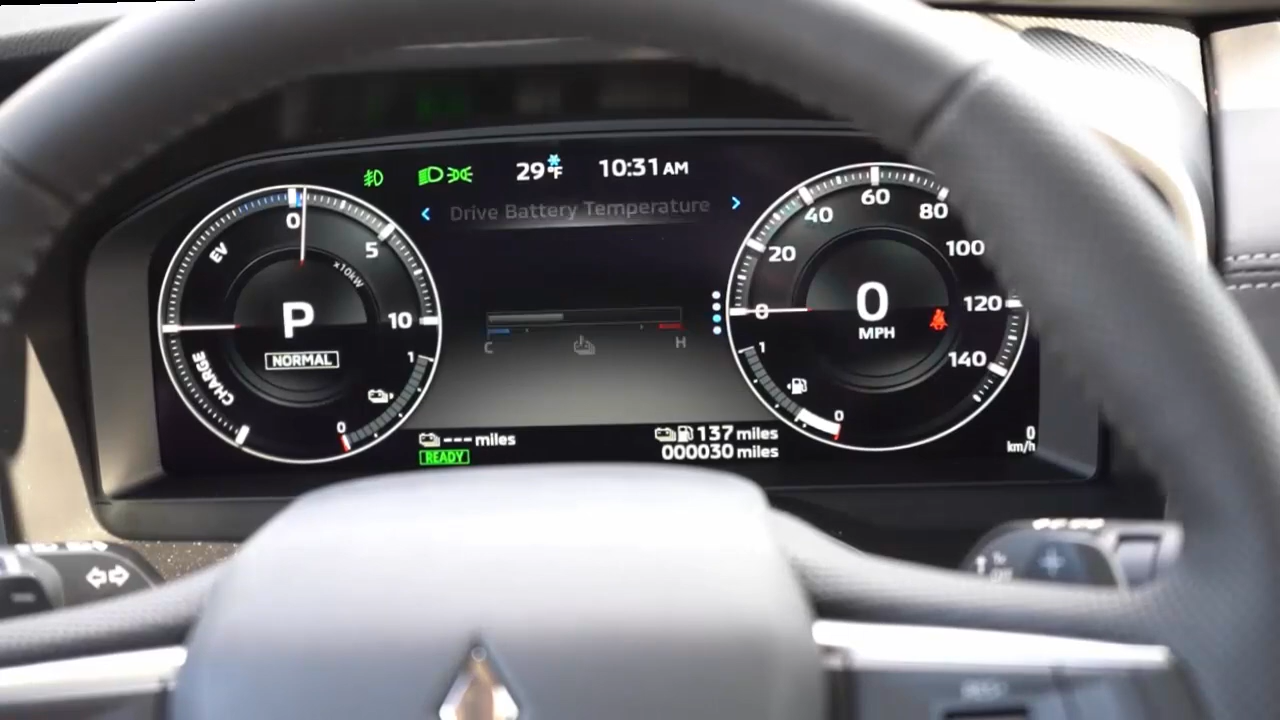 29°F 10:31 AM
Drive Battery Temperature
0
5
10
x10kW
EV
CHARGE
P
NORMAL
1
0
C H
0
20
40
60
80
100
120
140
0
MPH
1
0
--- miles
READY
137 miles
000030 miles
0
km/h